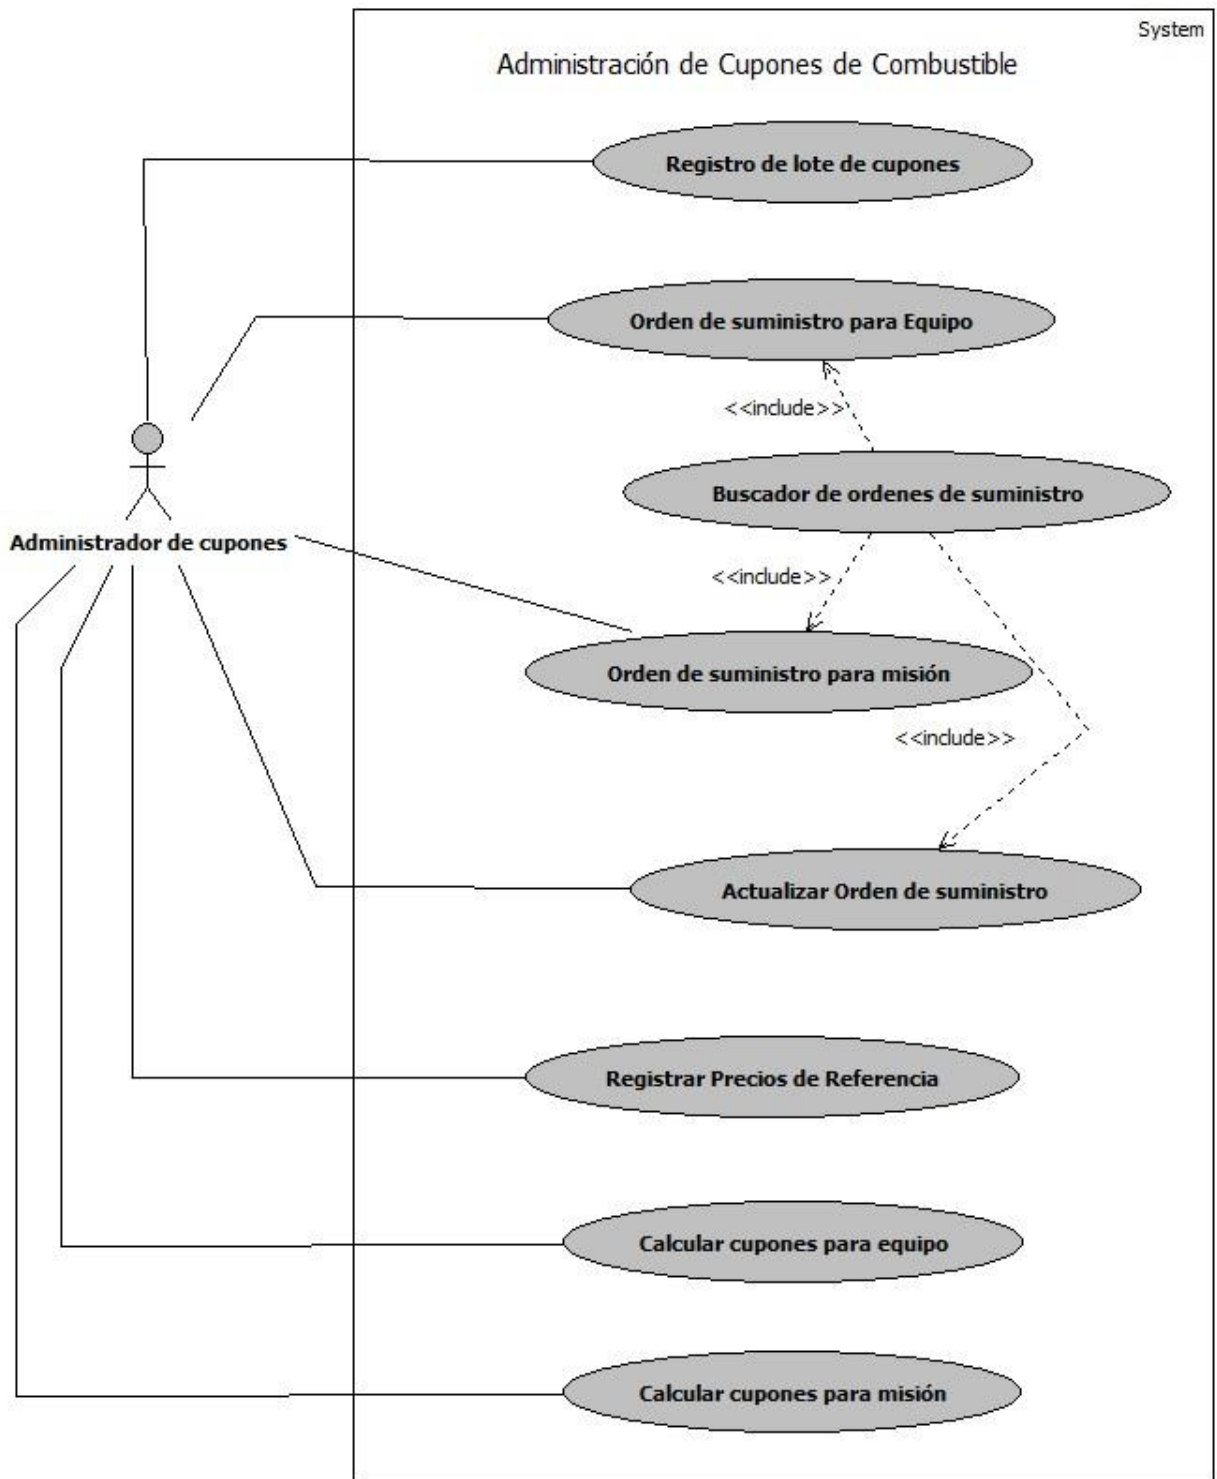 System
Administración de Cupones de Combustible
Registro de lote de cupones
Orden de suministro para Equipo
<<include>>
Buscador de ordenes de suministro
Administrador de cupones
<<include>>
Orden de suministro para misión
<<include>>
Actualizar Orden de suministro
Registrar Precios de Referencia
Calcular cupones para equipo
Calcular cupones para misión